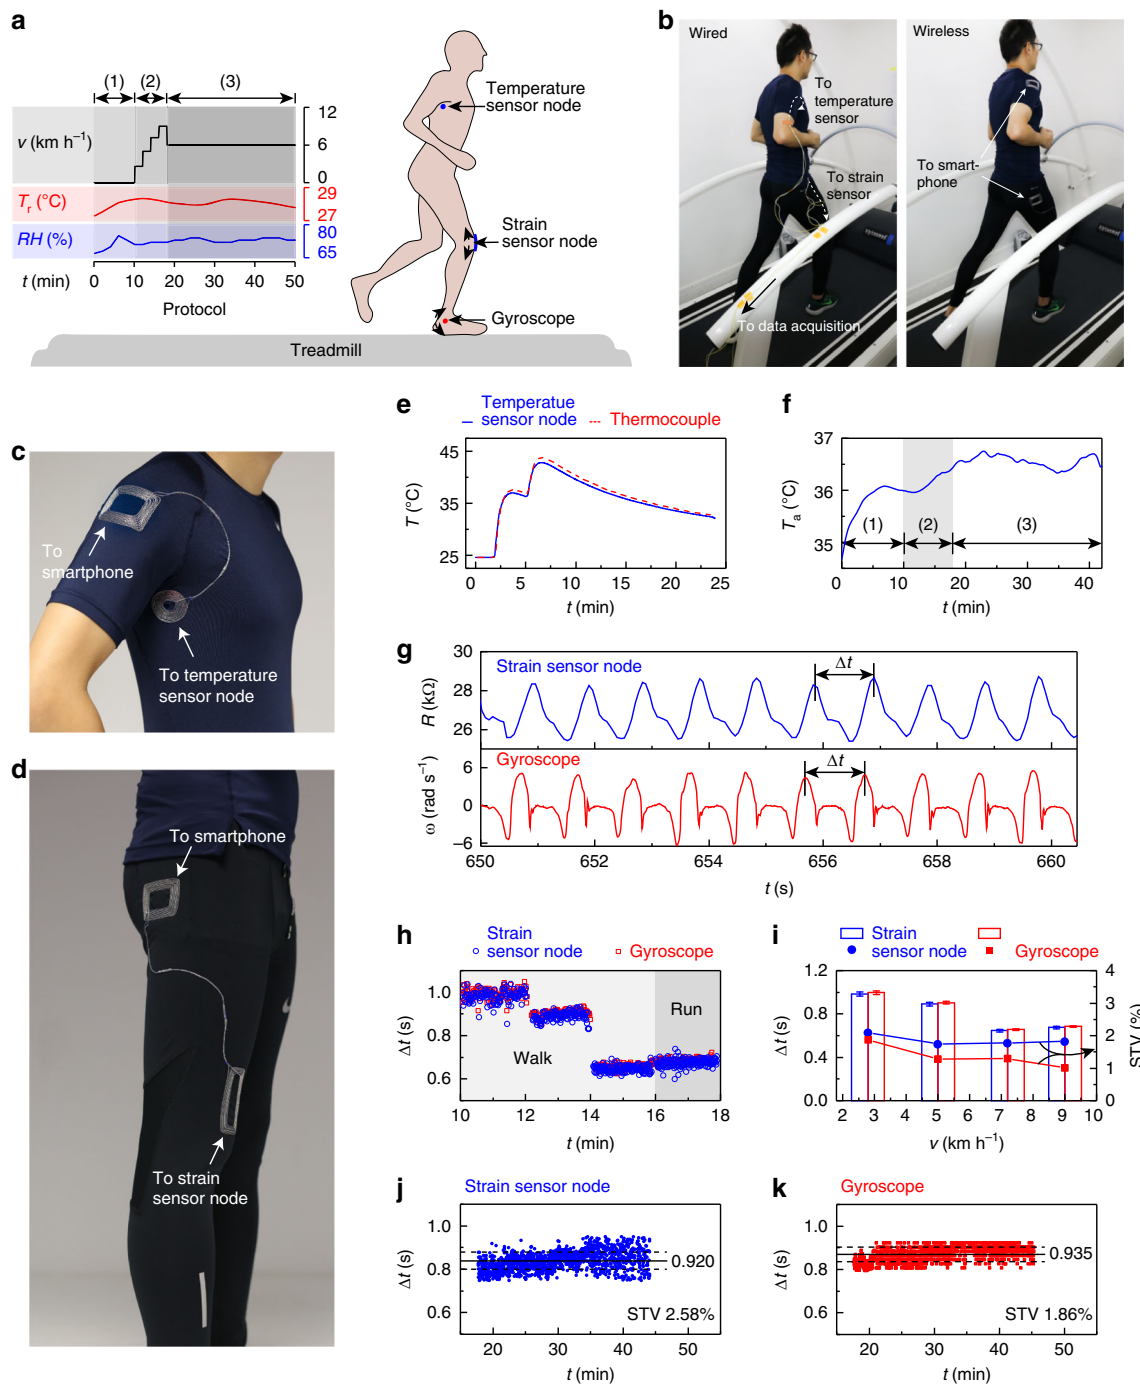 a
(1) (2) (3)
v (km h⁻¹)
12
6
0
Tr (°C)
29
27
RH (%)
80
65
t (min)
0 10 20 30 40 50
Protocol
Temperature
sensor node
Strain
sensor node
Gyroscope
Treadmill
b
Wired
To
temperature
sensor
To strain
sensor
To data acquisition
Wireless
To smart-
phone
c
To
smartphone
To temperature
sensor node
d
To smartphone
To strain
sensor node
e
Temperatue
sensor node
Thermocouple
T (°C)
45
35
25
0 5 10 15 20 25
t (min)
f
Ta (°C)
37
36
35
(1) (2) (3)
0 10 20 30 40
t (min)
g
Strain sensor node
Δt
R (kΩ)
30
28
26
Gyroscope
Δt
ω (rad s⁻¹)
6
0
−6
650 652 654 656 658 660
t (s)
h
Strain
sensor node
Gyroscope
Δt (s)
1.0
0.8
0.6
Walk
Run
10 12 14 16 18
t (min)
i
Strain
sensor node
Gyroscope
Δt (s)
1.2
0.8
0.4
0.0
4
3
2
1
0
STV (%)
2 3 4 5 6 7 8 9 10
v (km h⁻¹)
j
Strain sensor node
Δt (s)
1.0
0.8
0.6
0.920
STV 2.58%
20 30 40 50
t (min)
k
Gyroscope
Δt (s)
1.0
0.8
0.6
0.935
STV 1.86%
20 30 40 50
t (min)